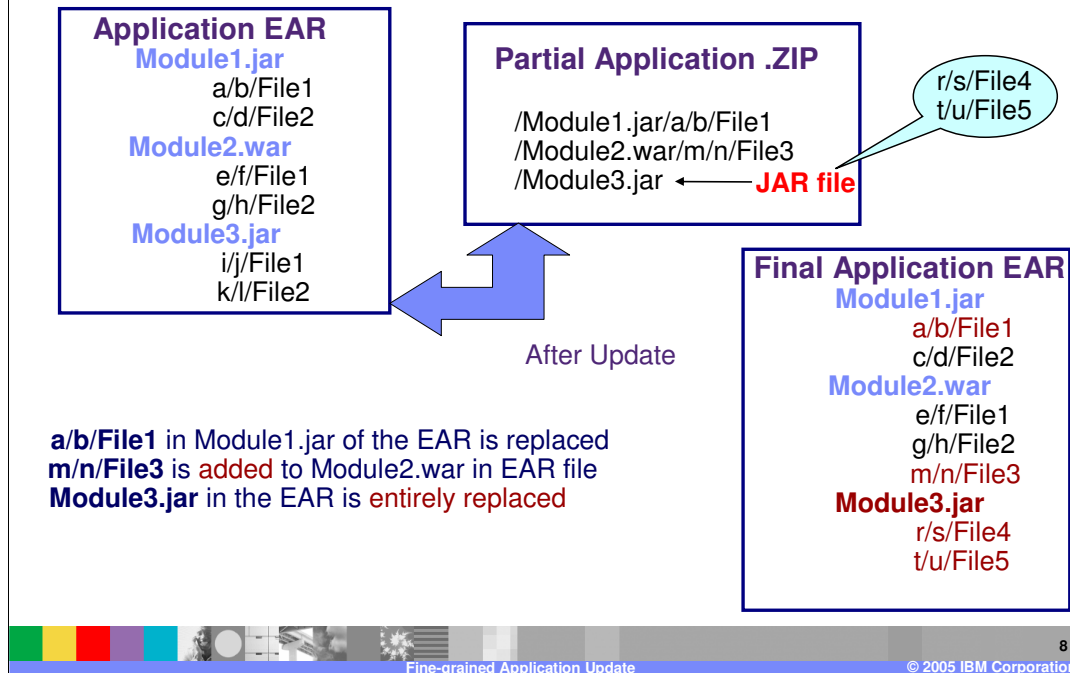 Application EAR
Module1.jar
a/b/File1
c/d/File2
Module2.war
e/f/File1
g/h/File2
Module3.jar
i/j/File1
k/l/File2
Partial Application .ZIP
/Module1.jar/a/b/File1
/Module2.war/m/n/File3
/Module3.jar
JAR file
r/s/File4
t/u/File5
After Update
Final Application EAR
Module1.jar
a/b/File1
c/d/File2
Module2.war
e/f/File1
g/h/File2
m/n/File3
Module3.jar
r/s/File4
t/u/File5
a/b/File1 in Module1.jar of the EAR is replaced
m/n/File3 is added to Module2.war in EAR file
Module3.jar in the EAR is entirely replaced
8
Fine-grained Application Update
© 2005 IBM Corporation